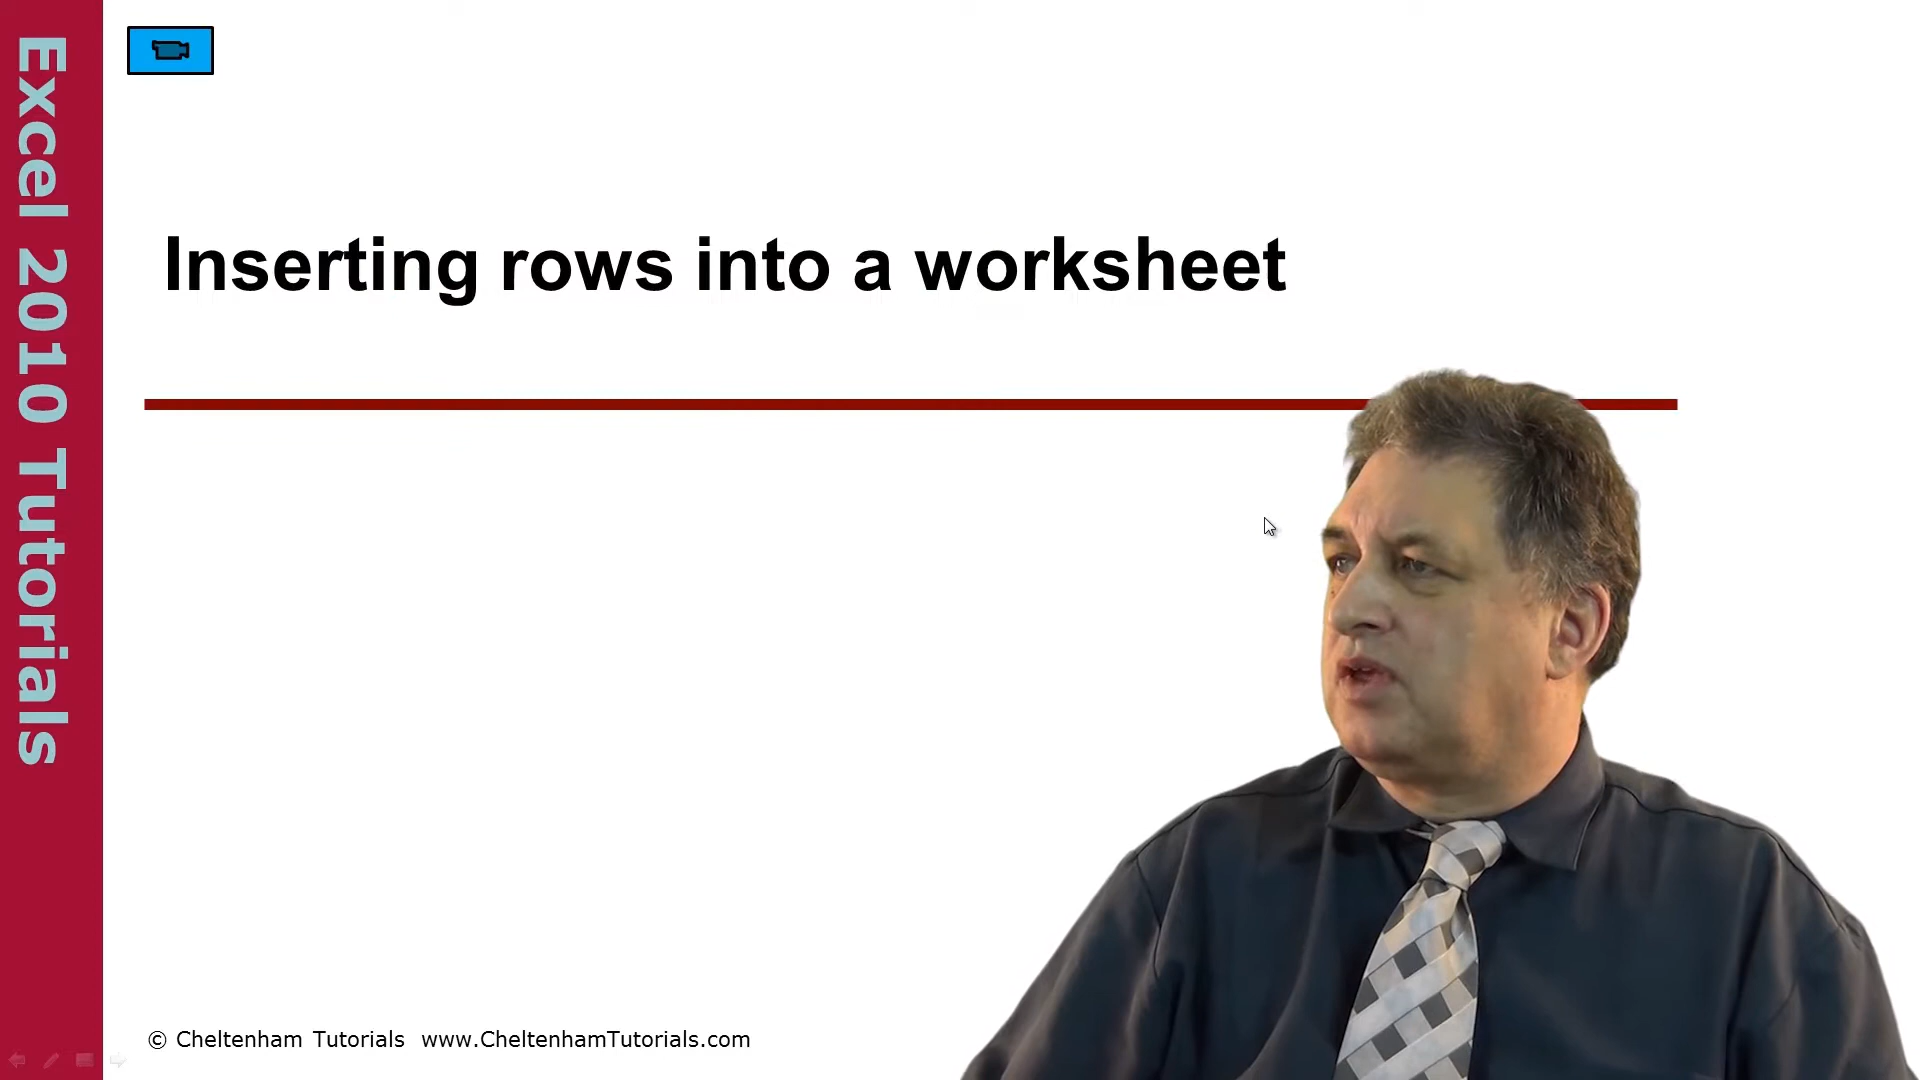 Excel 2010 Tutorials
Inserting rows into a worksheet
© Cheltenham Tutorials www.CheltenhamTutorials.com